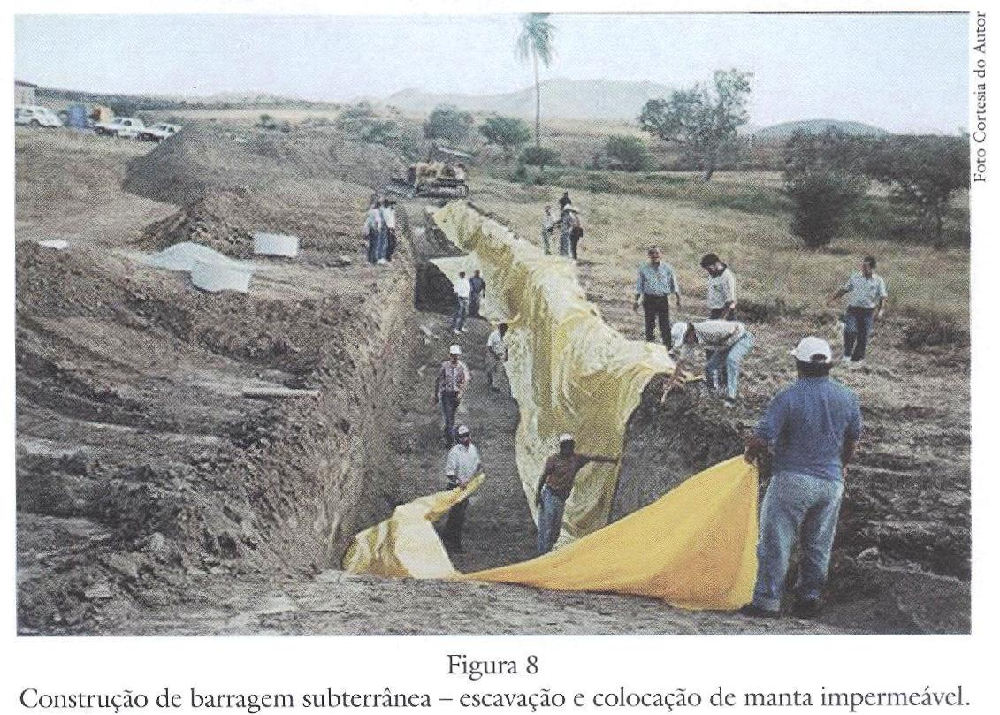 Foto Cortesia do Autor
Figura 8
Construção de barragem subterrânea – escavação e colocação de manta impermeável.